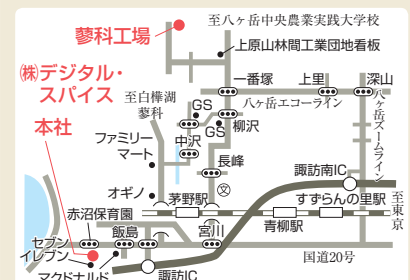 至八ヶ岳中央農業実践大学校
蓼科工場
上原山林間工業団地看板
㈱デジタル・
スパイス
一番塚
上里
深山
至白樺湖
蓼科
GS
八ヶ岳エコーライン
八ヶ岳ズームライン
本社
GS
柳沢
ファミリー
マート
中沢
長峰
諏訪南IC
オギノ
文
茅野駅
すずらんの里駅
至東京
赤沼保育園
青柳駅
セブン
イレブン
飯島
宮川
国道20号
マクドナルド
諏訪IC